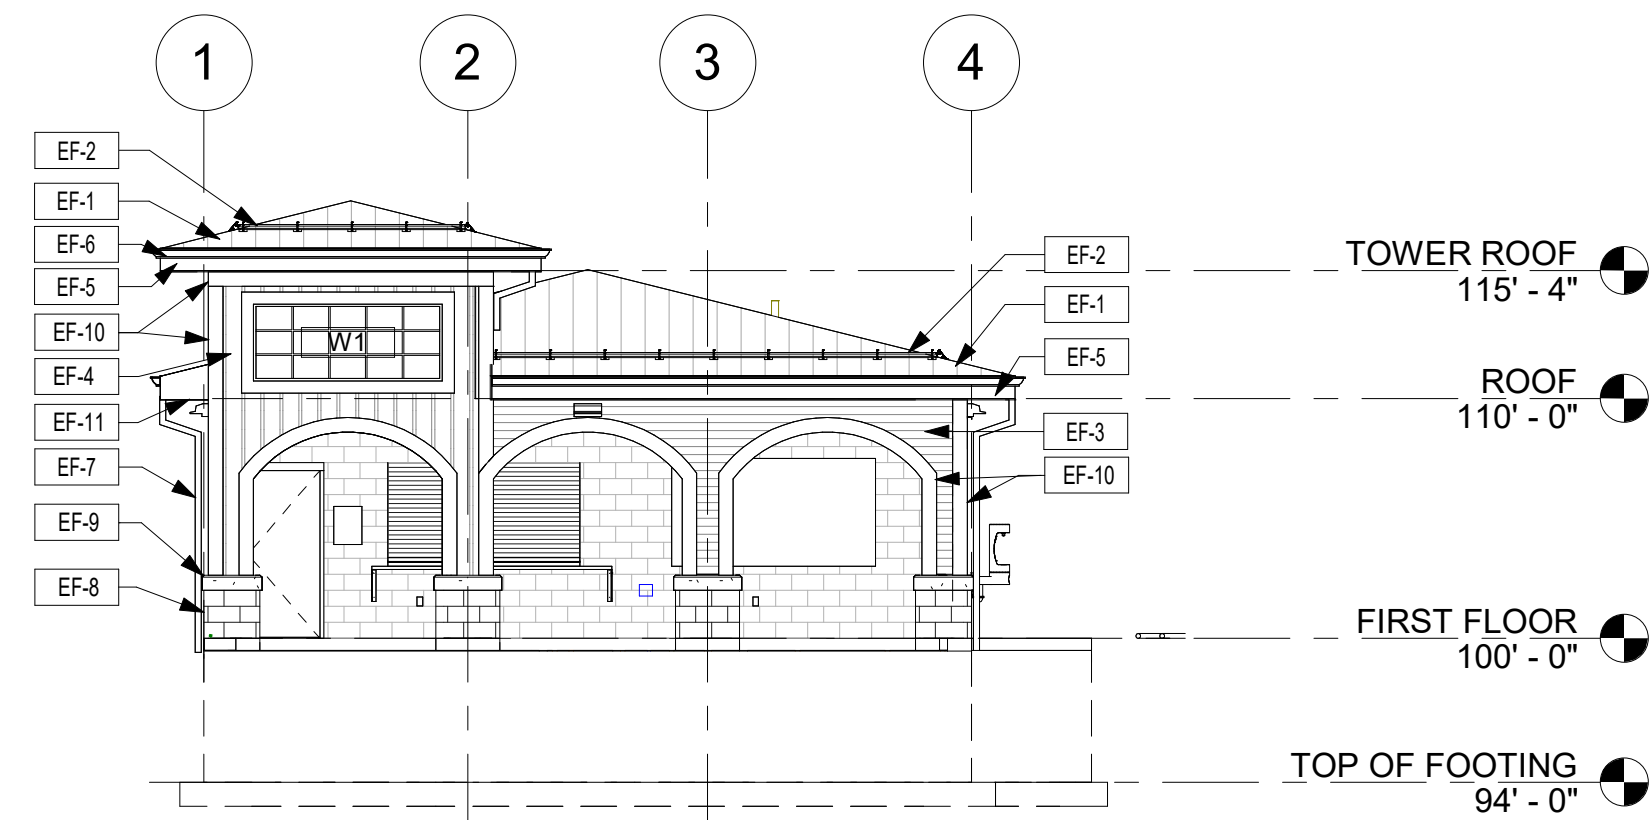 1
2
3
4
EF-2
EF-1
EF-6
EF-5
EF-10
EF-4
EF-11
EF-7
EF-9
EF-8
W1
EF-2
EF-1
EF-5
EF-3
EF-10
TOWER ROOF
115' - 4"
ROOF
110' - 0"
FIRST FLOOR
100' - 0"
TOP OF FOOTING
94' - 0"